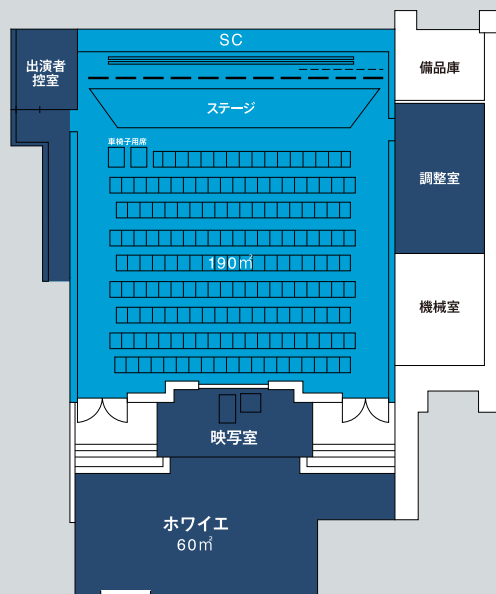 SC
出演者
控室
備品庫
ステージ
車椅子用席
調整室
190㎡
機械室
映写室
ホワイエ
60㎡